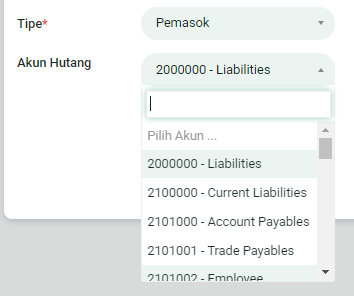 Tipe* Pemasok
Akun Hutang 2000000 - Liabilities
Pilih Akun ...
2000000 - Liabilities
2100000 - Current Liabilities
2101000 - Account Payables
2101001 - Trade Payables
2101002 - Employee